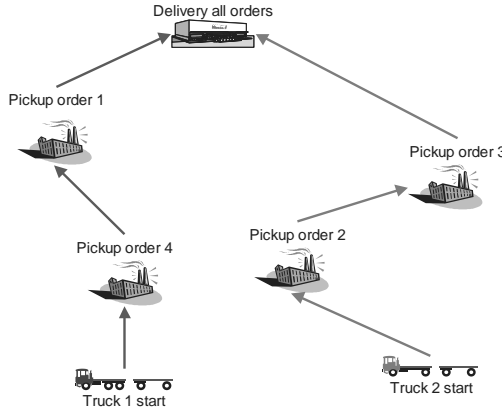 Delivery all orders
Pickup order 1
Pickup order 3
Pickup order 4
Pickup order 2
Truck 1 start
Truck 2 start